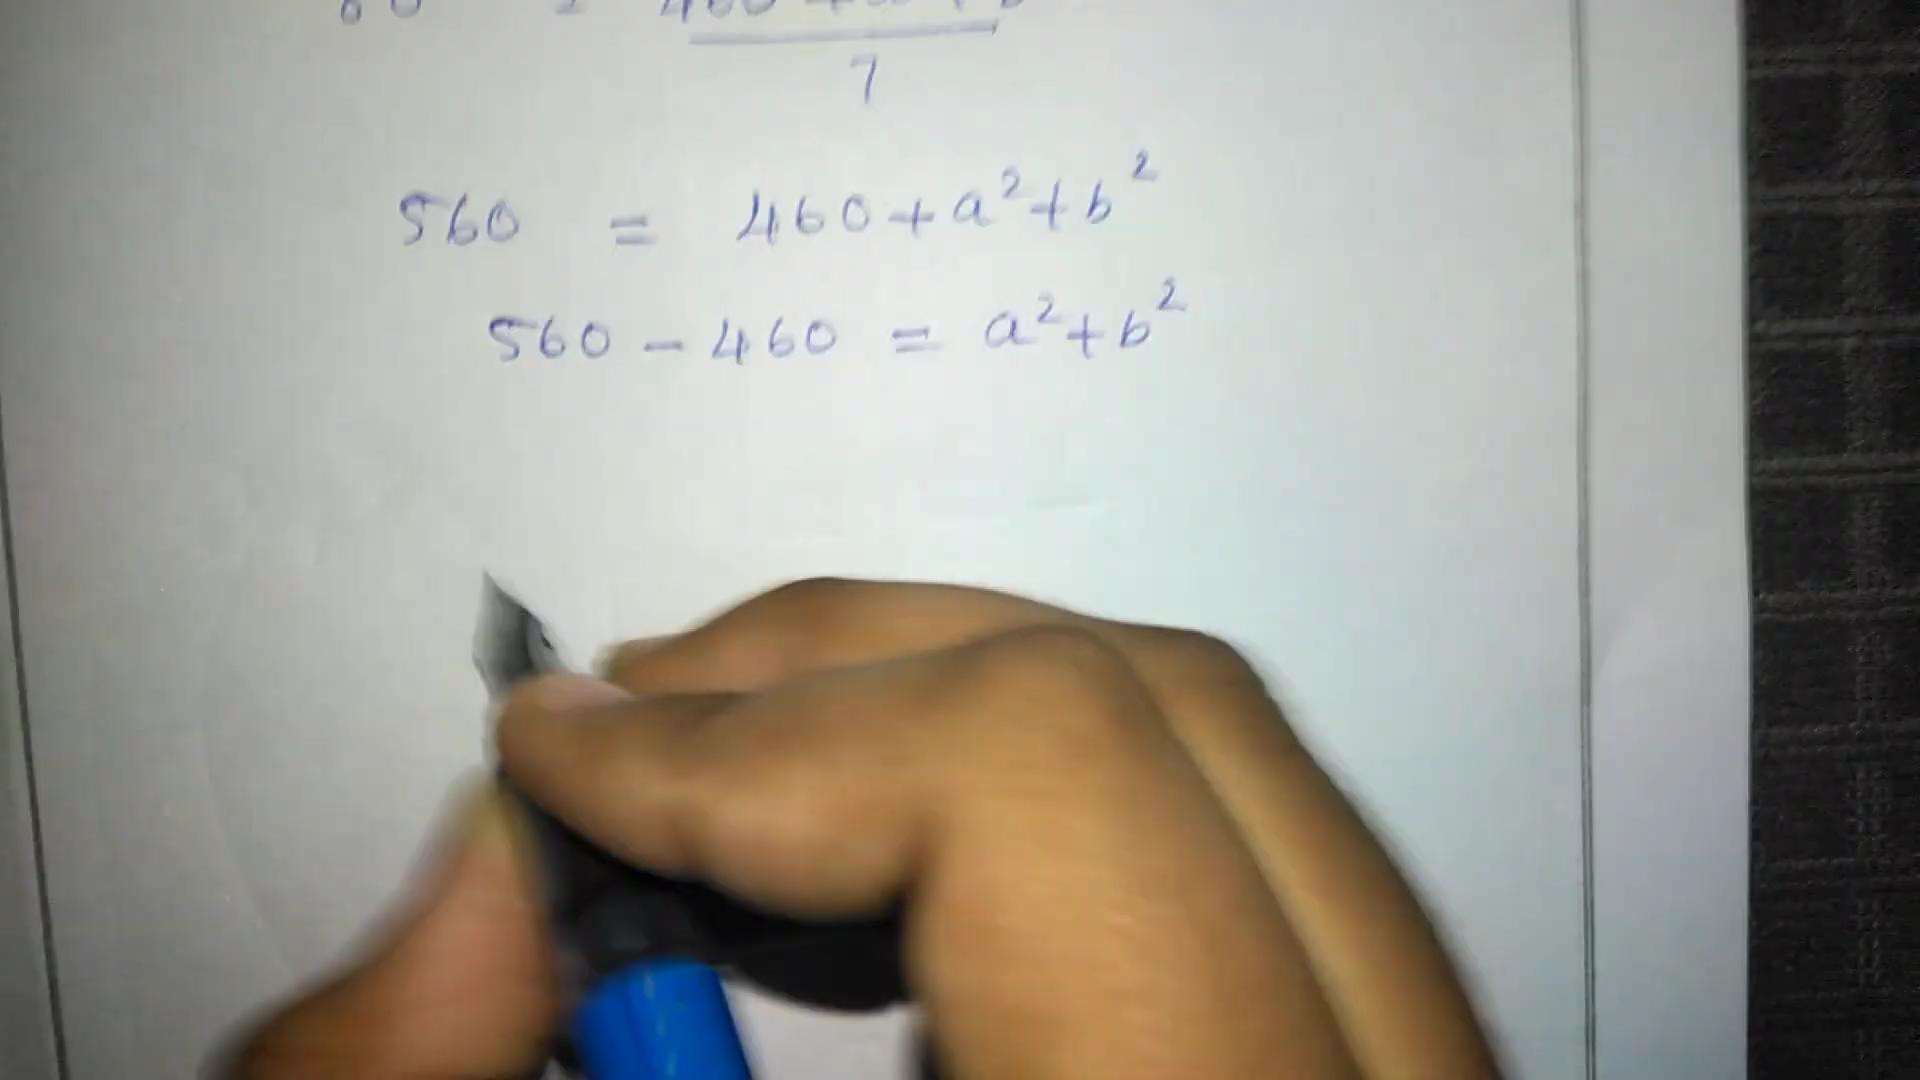 7
560 = 460+a²+b²
560 - 460 = a²+b²